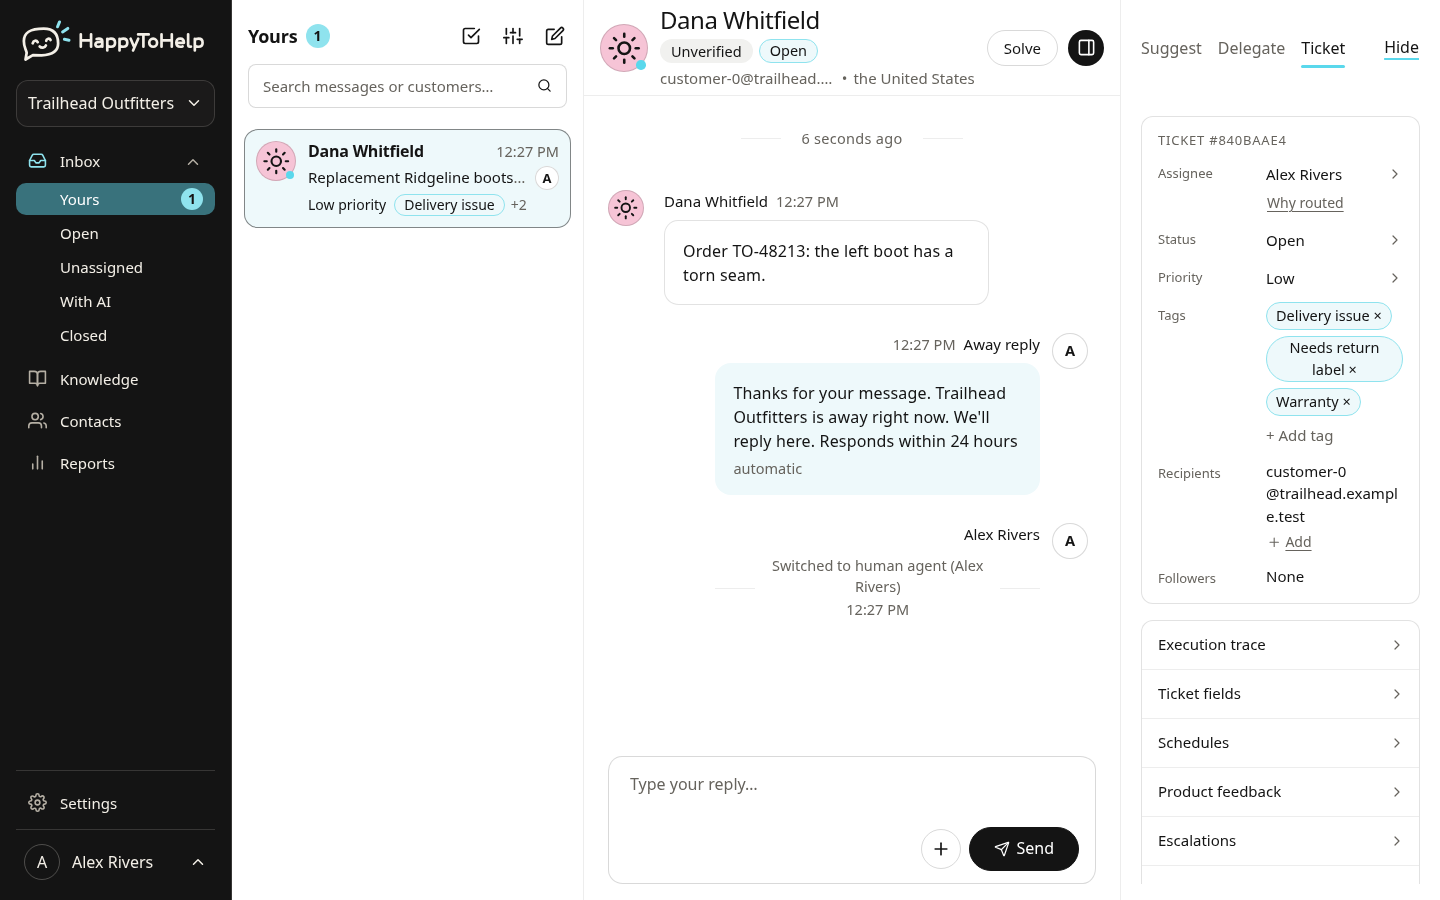 HappyToHelp
Trailhead Outfitters
Inbox
Yours 1
Open
Unassigned
With AI
Closed
Knowledge
Contacts
Reports
Settings
A Alex Rivers
Yours 1
Search messages or customers...
Dana Whitfield 12:27 PM
Replacement Ridgeline boots... A
Low priority Delivery issue +2
Dana Whitfield
Unverified Open
customer-0@trailhead.... • the United States
Solve
6 seconds ago
Dana Whitfield 12:27 PM
Order TO-48213: the left boot has a
torn seam.
12:27 PM Away reply A
Thanks for your message. Trailhead
Outfitters is away right now. We'll
reply here. Responds within 24 hours
automatic
Alex Rivers A
Switched to human agent (Alex
Rivers)
12:27 PM
Type your reply...
Send
Suggest Delegate Ticket Hide
TICKET #840BAAE4
Assignee Alex Rivers
Why routed
Status Open
Priority Low
Tags Delivery issue ×
Needs return
label ×
Warranty ×
+ Add tag
Recipients customer-0
@trailhead.exampl
e.test
+ Add
Followers None
Execution trace
Ticket fields
Schedules
Product feedback
Escalations